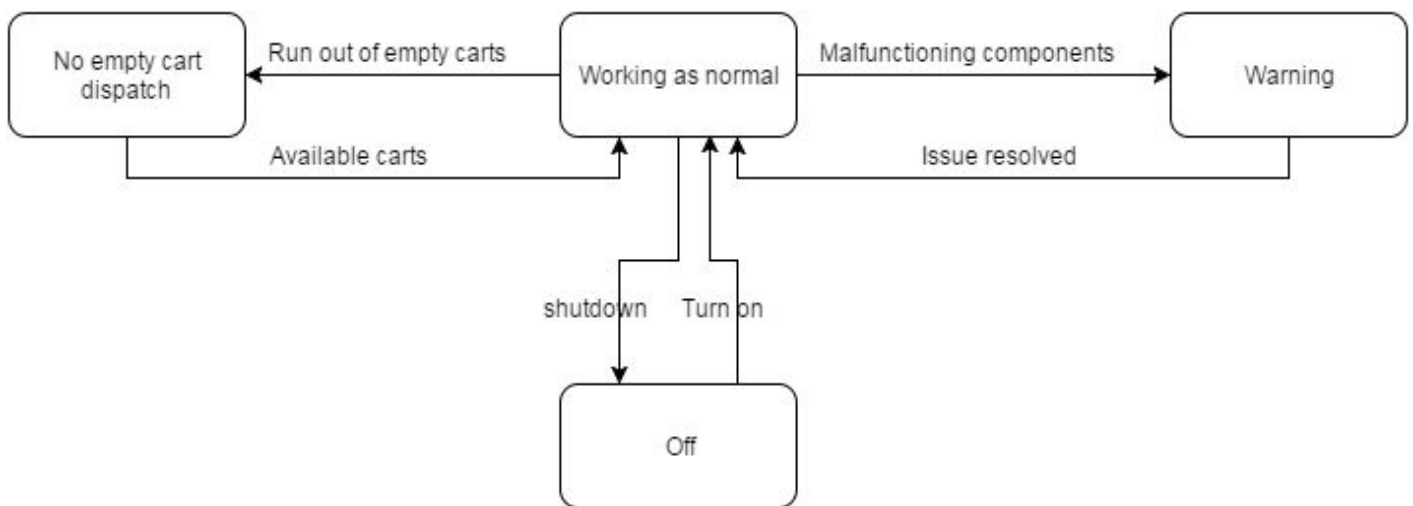 No empty cart
dispatch
Run out of empty carts
Working as normal
Malfunctioning components
Warning
Available carts
Issue resolved
shutdown
Turn on
Off